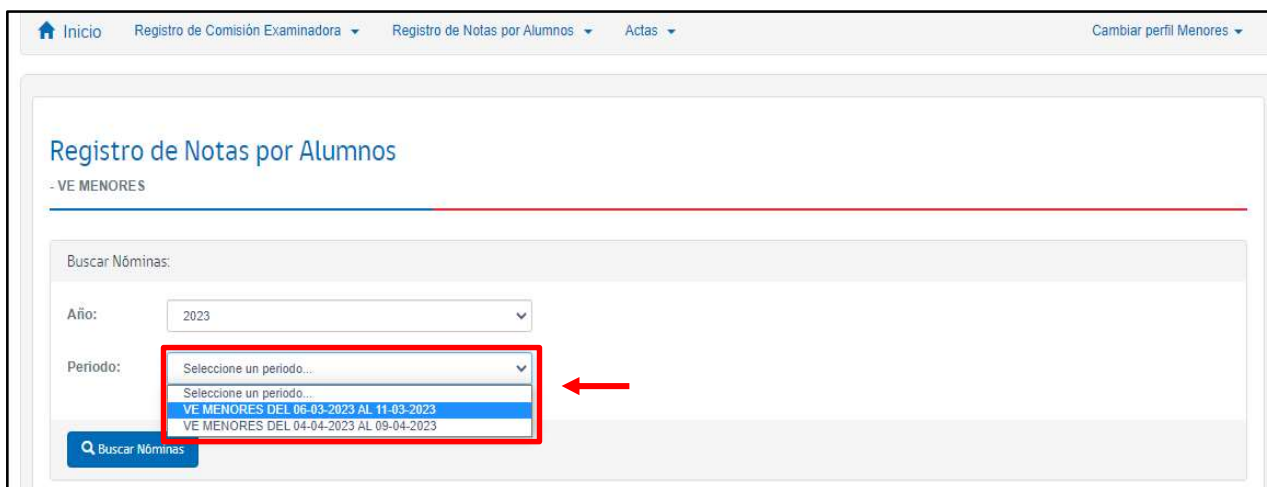 Inicio Registro de Comisión Examinadora Registro de Notas por Alumnos Actas Cambiar perfil Menores
Registro de Notas por Alumnos
- VE MENORES
Buscar Nóminas:
Año: 2023
Periodo: Seleccione un periodo...
Seleccione un periodo...
VE MENORES DEL 06-03-2023 AL 11-03-2023
VE MENORES DEL 04-04-2023 AL 09-04-2023
Buscar Nóminas